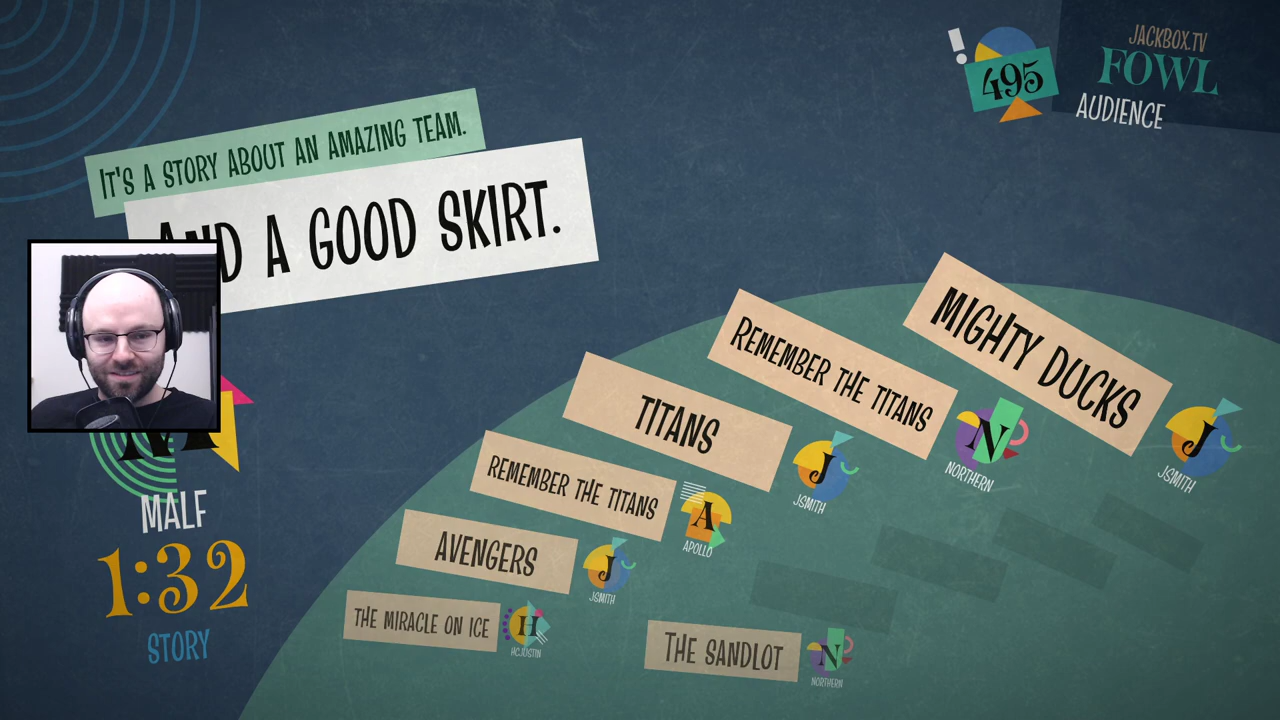 JACKBOX.TV
FOWL
495
AUDIENCE
IT'S A STORY ABOUT AN AMAZING TEAM.
AND A GOOD SKIRT.
MIGHTY DUCKS
JSMITH
REMEMBER THE TITANS
NORTHERN
TITANS
JSMITH
REMEMBER THE TITANS
APOLLO
AVENGERS
JSMITH
THE MIRACLE ON ICE
HCJUSTIN
THE SANDLOT
NORTHERN
MALF
1:32
STORY